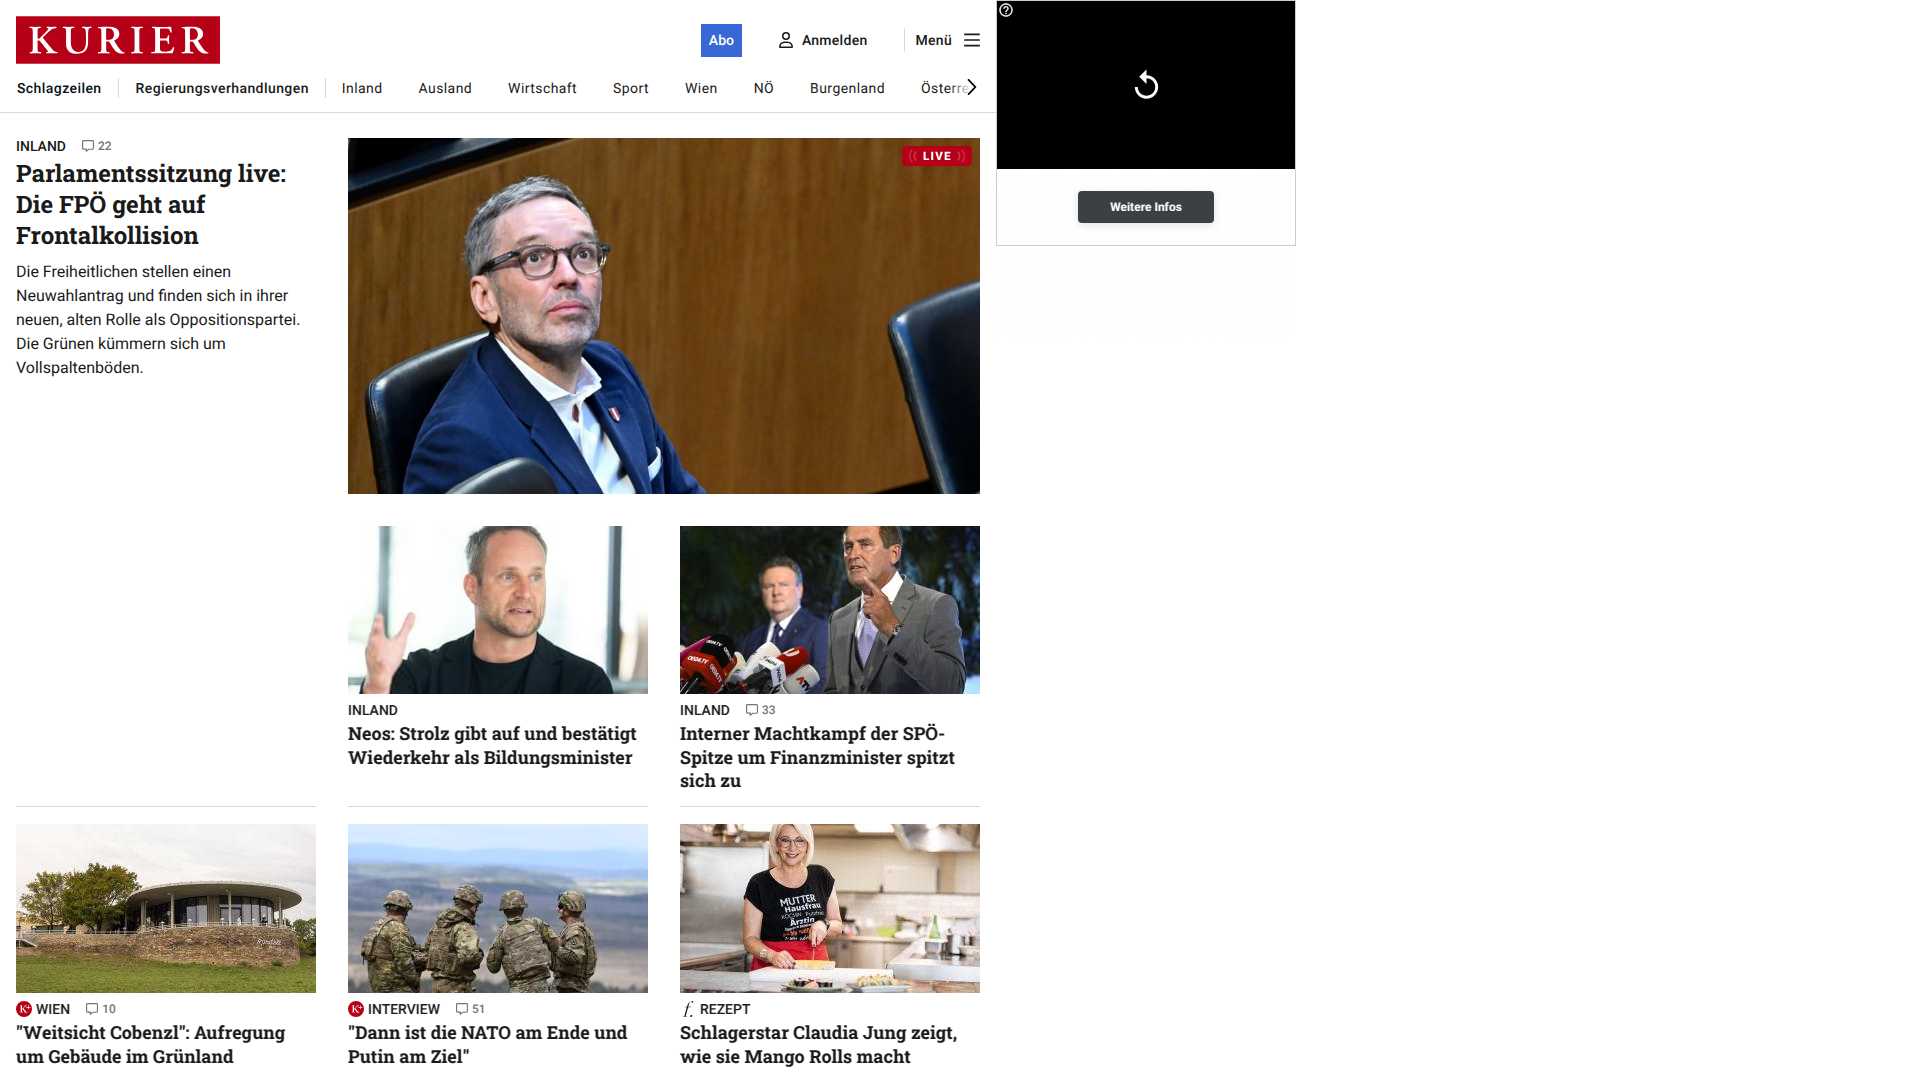 KURIER
Abo
Anmelden
Menü
Schlagzeilen
Regierungsverhandlungen
Inland
Ausland
Wirtschaft
Sport
Wien
NÖ
Burgenland
Weitere Infos
INLAND 22
Parlamentssitzung live:
Die FPÖ geht auf
Frontalkollision
Die Freiheitlichen stellen einen
Neuwahlantrag und finden sich in ihrer
neuen, alten Rolle als Oppositionspartei.
Die Grünen kümmern sich um
Vollspaltenböden.
LIVE
INLAND
Neos: Strolz gibt auf und bestätigt
Wiederkehr als Bildungsminister
INLAND 33
Interner Machtkampf der SPÖ-
Spitze um Finanzminister spitzt
sich zu
K+ WIEN 10
"Weitsicht Cobenzl": Aufregung
um Gebäude im Grünland
K+ INTERVIEW 51
"Dann ist die NATO am Ende und
Putin am Ziel"
MUTTER
Hausfrau
Ärztin
f. REZEPT
Schlagerstar Claudia Jung zeigt,
wie sie Mango Rolls macht